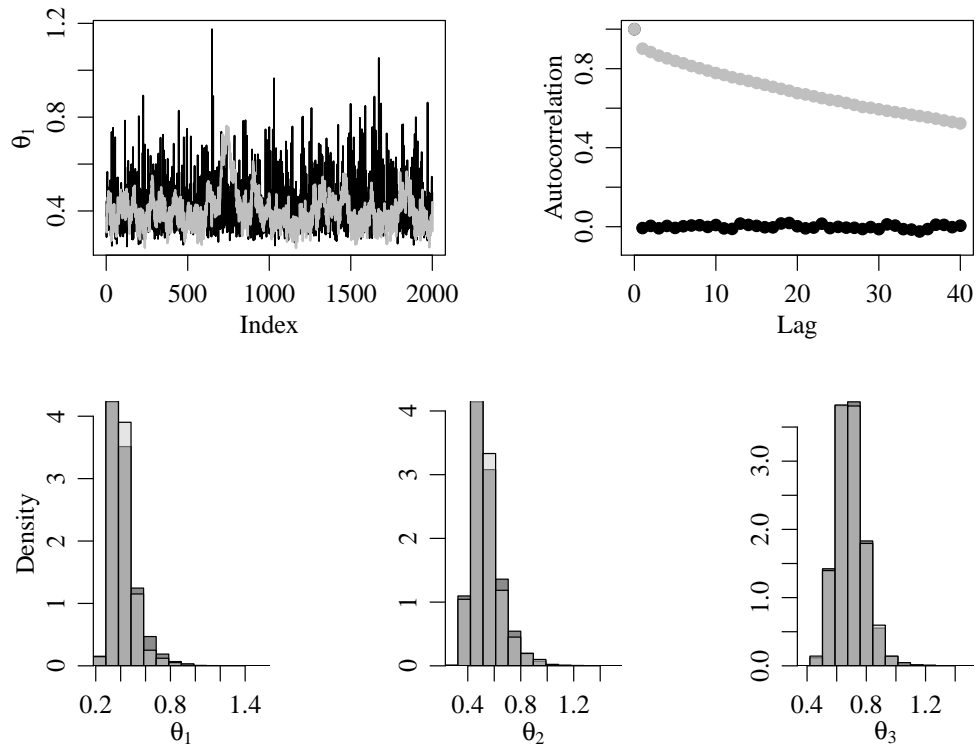 θ1
0.4 0.8 1.2
0 500 1000 1500 2000
Index
Autocorrelation
0.0 0.4 0.8
0 10 20 30 40
Lag
Density
0 1 2 3 4
0.2 0.8 1.4
θ1
0 1 2 3 4
0.4 0.8 1.2
θ2
0.0 1.0 2.0 3.0
0.4 0.8 1.2
θ3